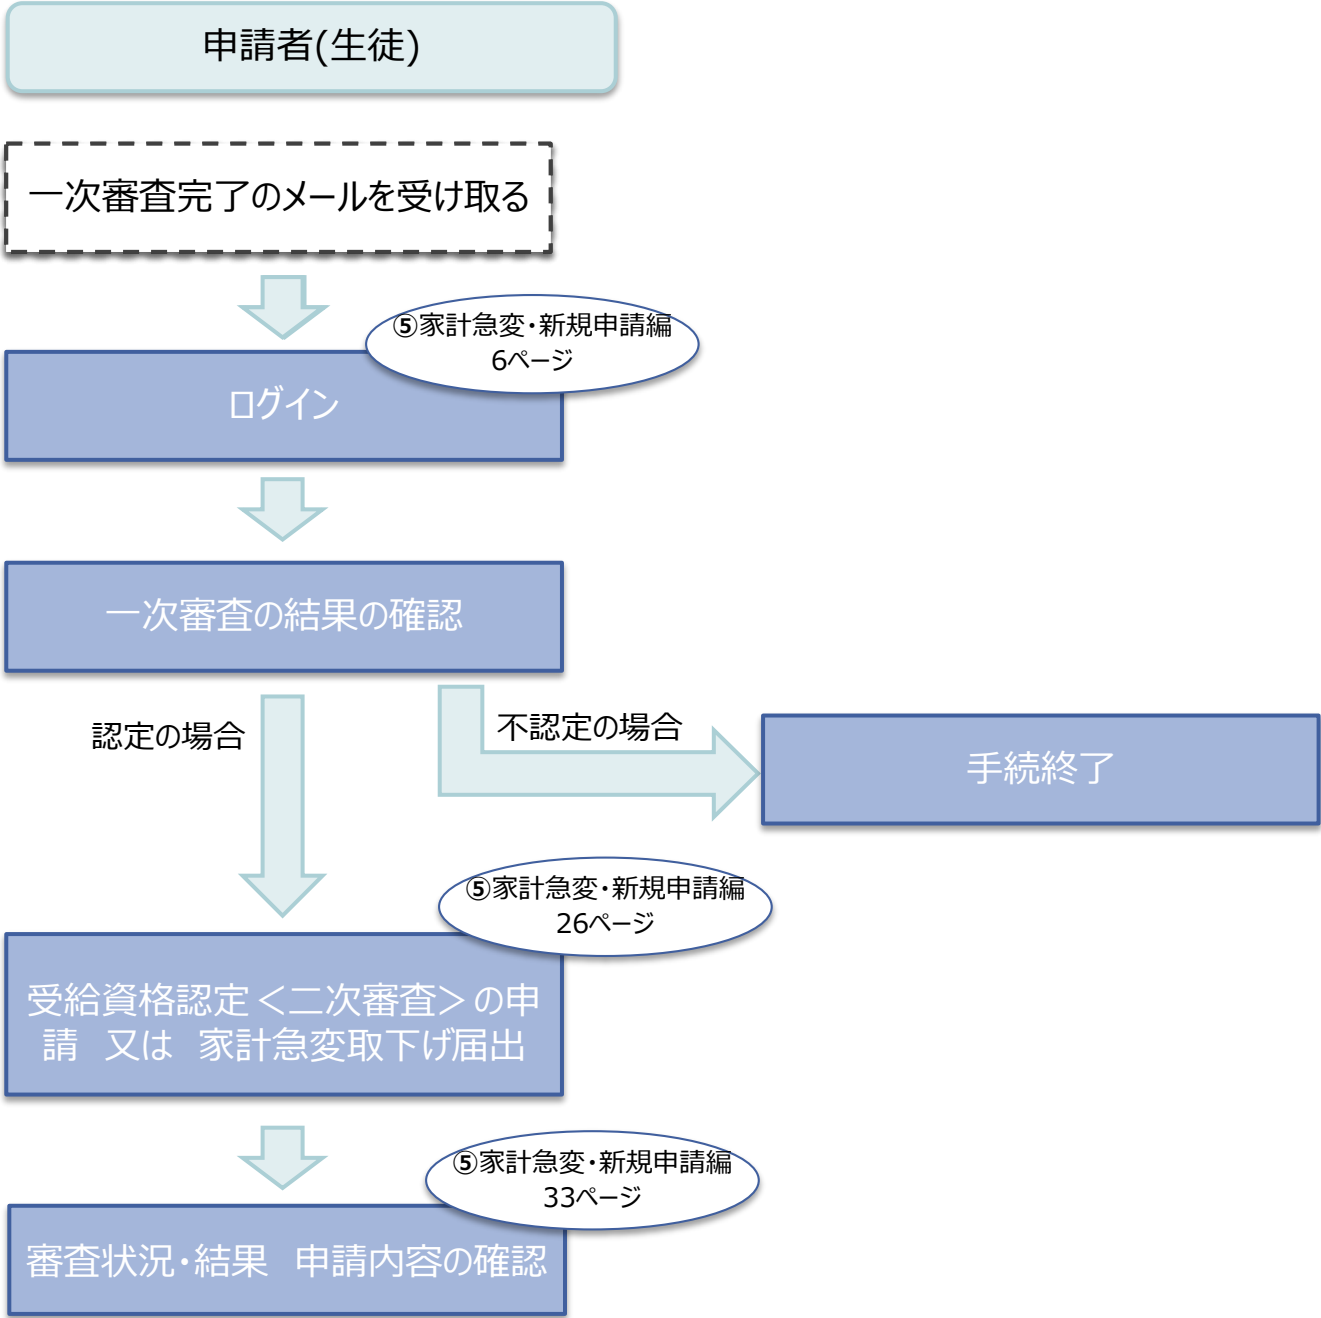 申請者(生徒)
一次審査完了のメールを受け取る
⑤家計急変・新規申請編
6ページ
ログイン
一次審査の結果の確認
認定の場合
不認定の場合
手続終了
⑤家計急変・新規申請編
26ページ
受給資格認定＜二次審査＞の申
請　又は　家計急変取下げ届出
⑤家計急変・新規申請編
33ページ
審査状況・結果　申請内容の確認